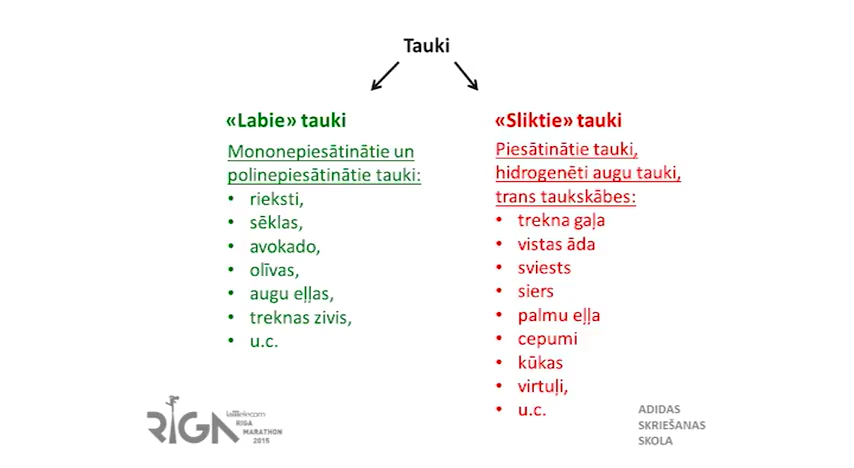 Tauki
«Labie» tauki
Mononepiesātinātie un
polinepiesātinātie tauki:
• rieksti,
• sēklas,
• avokado,
• olīvas,
• augu eļļas,
• treknas zivis,
• u.c.
«Sliktie» tauki
Piesātinātie tauki,
hidrogenēti augu tauki,
trans taukskābes:
• trekna gaļa
• vistas āda
• sviests
• siers
• palmu eļļa
• cepumi
• kūkas
• virtuļi,
• u.c.
RĪGA
lattelecom
RIGA
MARATHON
2015
ADIDAS
SKRIEŠANAS
SKOLA